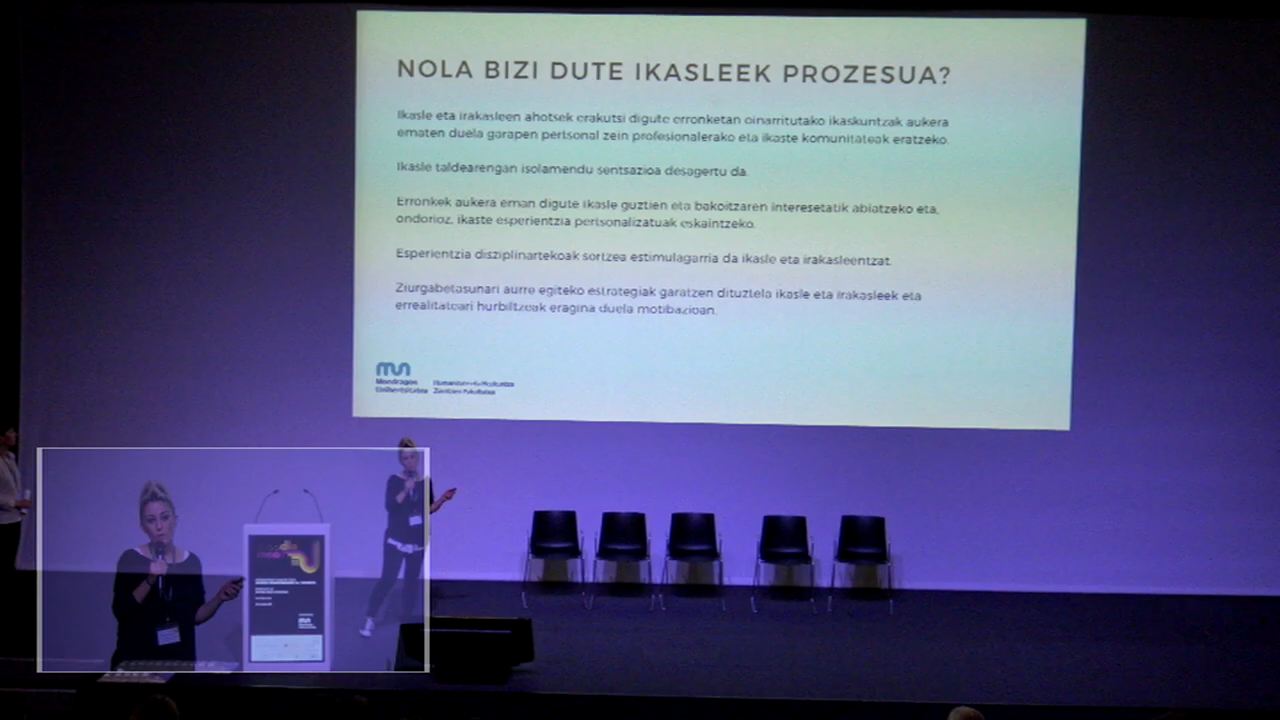 NOLA BIZI DUTE IKASLEEK PROZESUA?
Ikasle eta irakasleen ahotsek erakutsi digute erronketan oinarritutako ikaskuntzak aukera
ematen duela garapen pertsonal zein profesionalerako eta ikaste komunitateak eratzeko.
Ikasle taldearengan isolamendu sentsazioa desagertu da.
Erronkek aukera eman digute ikasle guztien eta bakoitzaren interesetatik abiatzeko eta,
ondorioz, ikaste esperientzia pertsonalizatuak eskaintzeko.
Esperientzia disziplinartekoak sortzea estimulagarria da ikasle eta irakasleentzat.
Ziurgabetasunari aurre egiteko estrategiak garatzen dituztela ikasle eta irakasleek eta
errealitateari hurbiltzeak eragina duela motibazioan.
Mondragon
Unibertsitatea
Zientzien Fakultatea